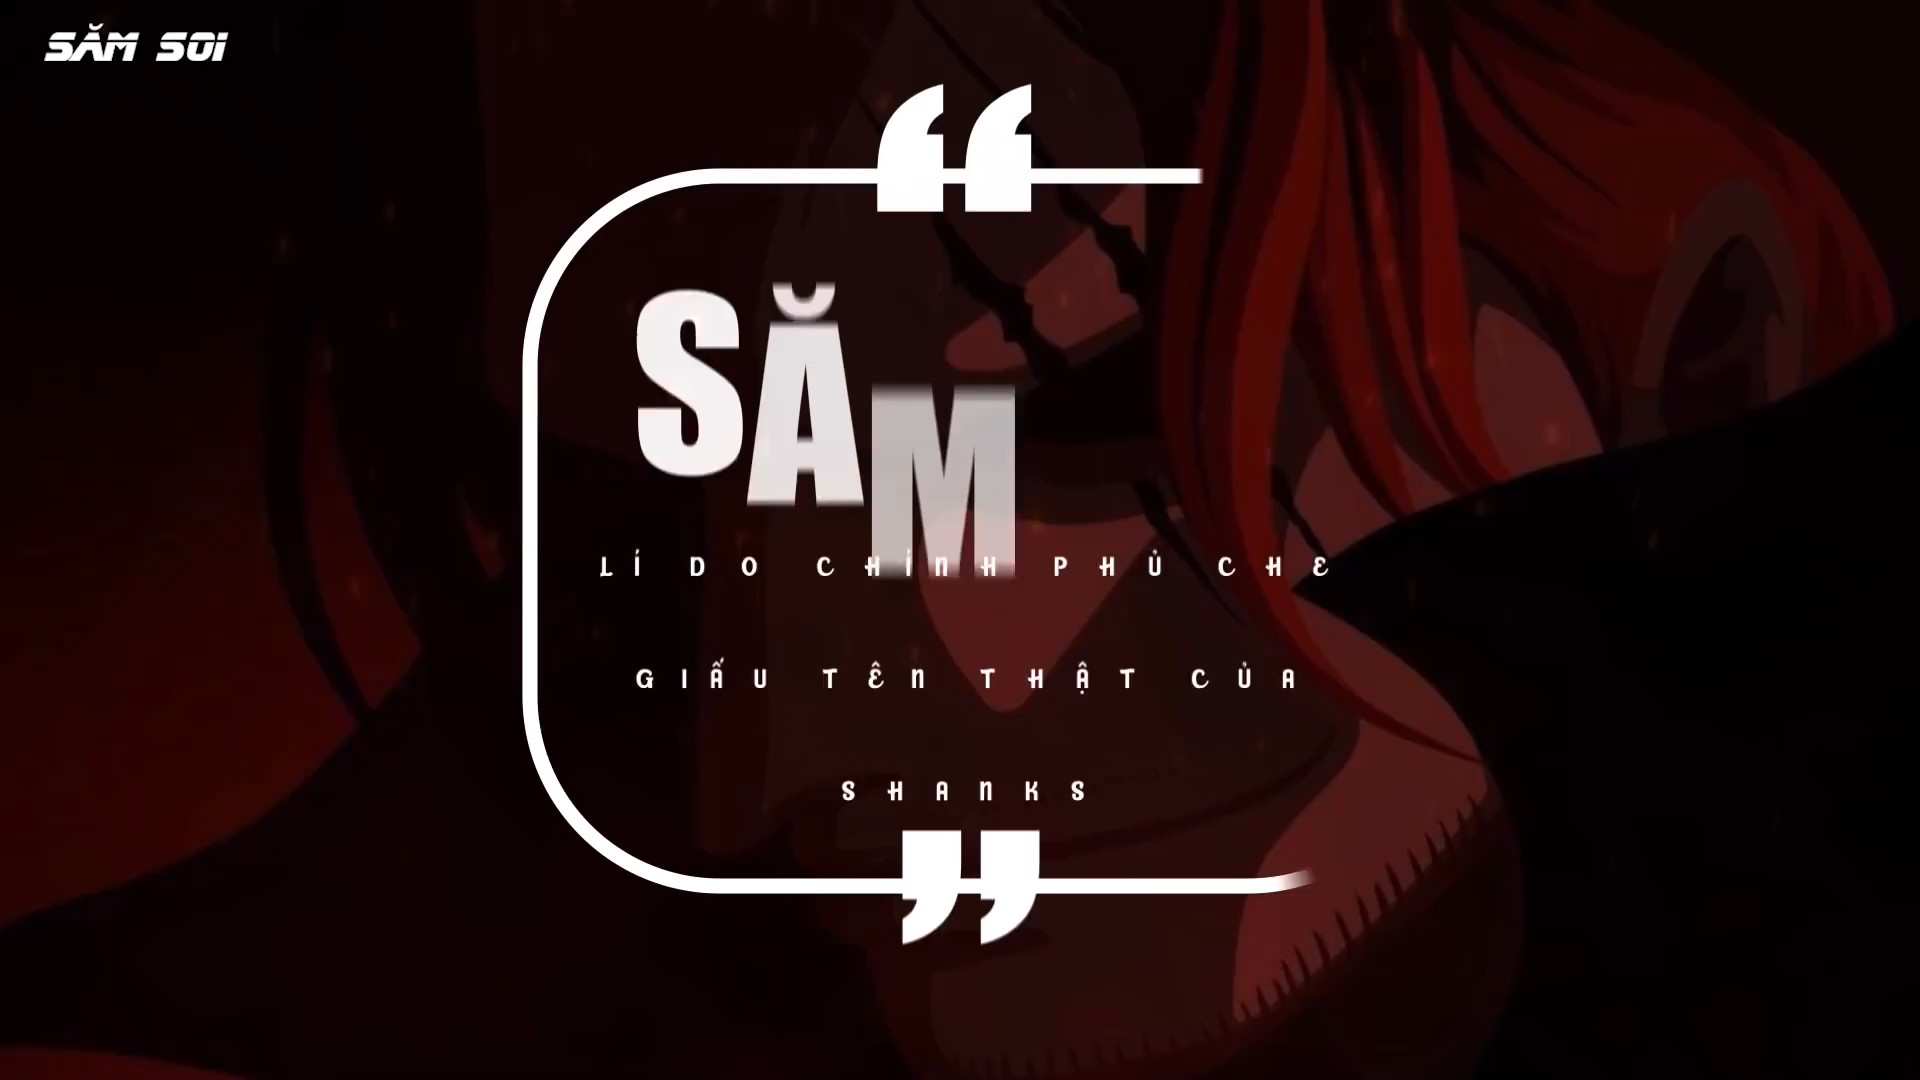 SĂM SOI
SĂM
LÍ DO CHÍNH PHỦ CHE
GIẤU TÊN THẬT CỦA
SHANKS